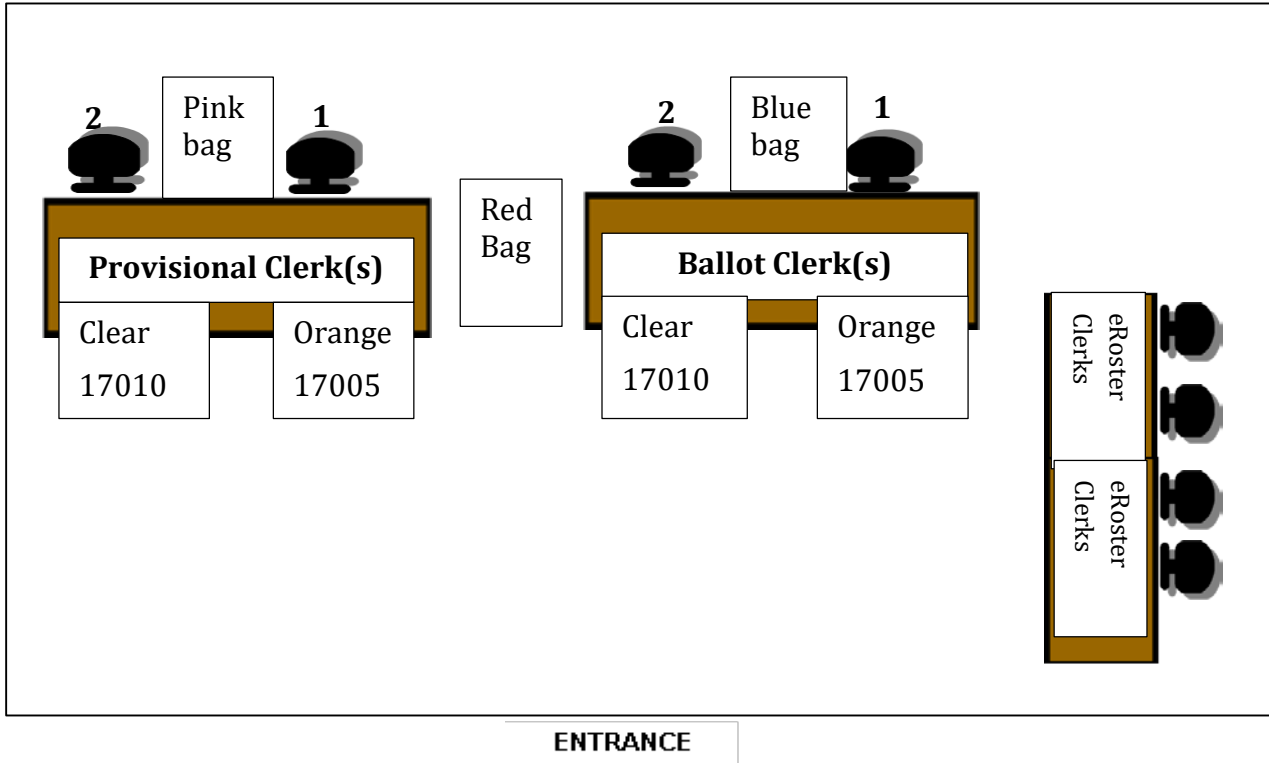 2
Pink
bag
1
2
Blue
bag
1
Red
Bag
Provisional Clerk(s)
Ballot Clerk(s)
Clear
17010
Orange
17005
Clear
17010
Orange
17005
eRoster
Clerks
eRoster
Clerks
ENTRANCE